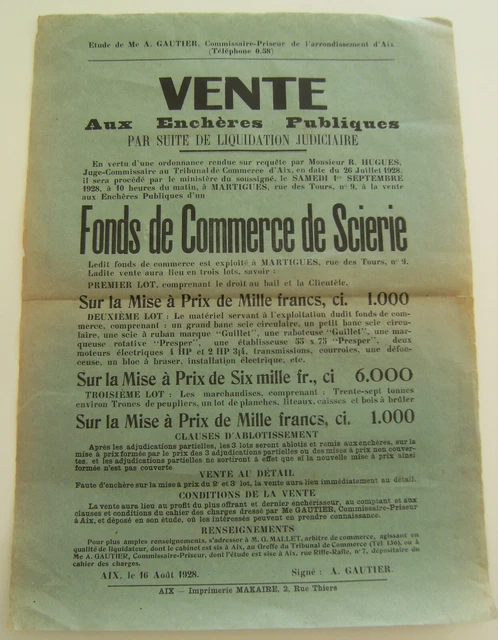 Etude de Me A. GAUTIER, Commissaire-Priseur de l'arrondissement d'Aix
(Téléphone 0.58)
VENTE
Aux Enchères Publiques
PAR SUITE DE LIQUIDATION JUDICIAIRE
En vertu d'une ordonnance rendue sur requête par Monsieur R. HUGUES,
Juge-Commissaire au Tribunal de Commerce d'Aix, en date du 26 Juillet 1928,
il sera procédé par le ministère du soussigné, le SAMEDI 1er SEPTEMBRE
1928, à 10 heures du matin, à MARTIGUES, rue des Tours, n° 9, à la vente
aux Enchères Publiques d'un
Fonds de Commerce de Scierie
Ledit fonds de commerce est exploité à MARTIGUES, rue des Tours, n° 9.
Ladite vente aura lieu en trois lots, savoir :
PREMIER LOT, comprenant le droit au bail et la Clientèle,
Sur la Mise à Prix de Mille francs, ci. 1.000
DEUXIÈME LOT : Le matériel servant à l'exploitation dudit fonds de com-
merce, comprenant : un grand banc scie circulaire, un petit banc scie circu-
laire, une scie à ruban marque "Guillet", une raboteuse "Guillet", une mar-
queuse rotative "Presper", une établisseuse 55 x 75 "Presper", deux
moteurs électriques 4 HP et 2 HP 3/4, transmissions, courroies, une défon-
ceuse, un bloc à braser, installation électrique, etc.
Sur la Mise à Prix de Six mille fr., ci 6.000
TROISIÈME LOT : Les marchandises, comprenant : Trente-sept tonnes
environ Troncs de peupliers, un lot de planches, liteaux, caisses et bois à brûler
Sur la Mise à Prix de Mille francs, ci. 1.000
CLAUSES D'ABLOTISSEMENT
Après les adjudications partielles, les 3 lots seront ablotis et remis aux enchères, sur la
mise à prix formée par le prix des 3 adjudications partielles ou des mises à prix non couver-
tes, et les adjudications partielles ne sortiront à effet que si la nouvelle mise à prix ainsi
formée n'est pas couverte
VENTE AU DÉTAIL
Faute d'enchère sur la mise à prix du 2e et 3e lot, la vente aura lieu immédiatement au détail.
CONDITIONS DE LA VENTE
La vente aura lieu au profit du plus offrant et dernier enchérisseur, au comptant et aux
clauses et conditions du cahier des charges dressé par Me GAUTIER, Commissaire-Priseur
à Aix, et déposé en son étude, où les intéressés peuvent en prendre connaissance.
RENSEIGNEMENTS
Pour plus amples renseignements, s'adresser à M. O. MALLET, arbitre de commerce, agissant en
qualité de liquidateur, dont le cabinet est sis à Aix, au Greffe du Tribunal de Commerce (Tél 136), ou à
Me A. GAUTIER, Commissaire-Priseur, dont l'étude est sise à Aix, rue Rifle-Rafle, n° 7, dépositaire du
cahier des charges.
AIX, le 16 Août 1928. Signé : A. GAUTIER.
AIX — Imprimerie MAKAIRE, 2, Rue Thiers